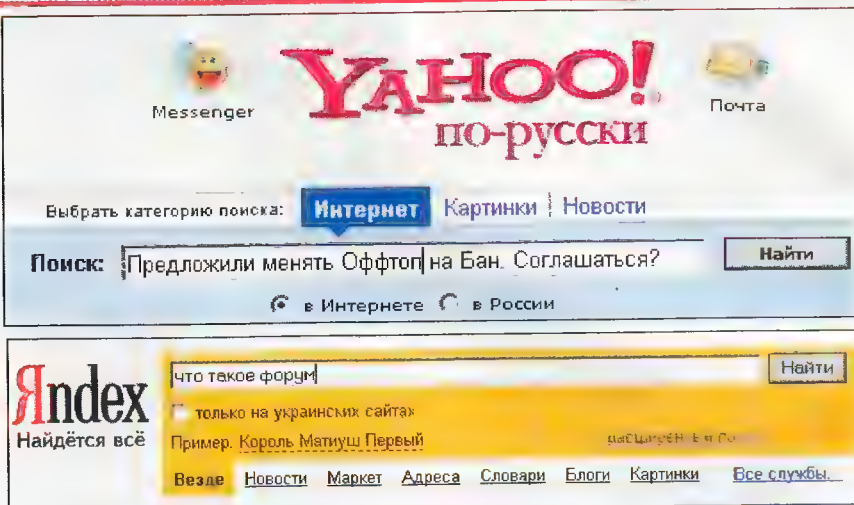 YAHOO!
по-русски
Messenger
Почта
Выбрать категорию поиска: Интернет Картинки Новости
Поиск: Предложили менять Оффтоп на Бан. Соглашаться? Найти
в Интернете в России
Яndex
Найдётся всё
что такое форум Найти
только на украинских сайтах
Пример. Король Матиуш Первый
Везде Новости Маркет Адреса Словари Блоги Картинки Все службы...